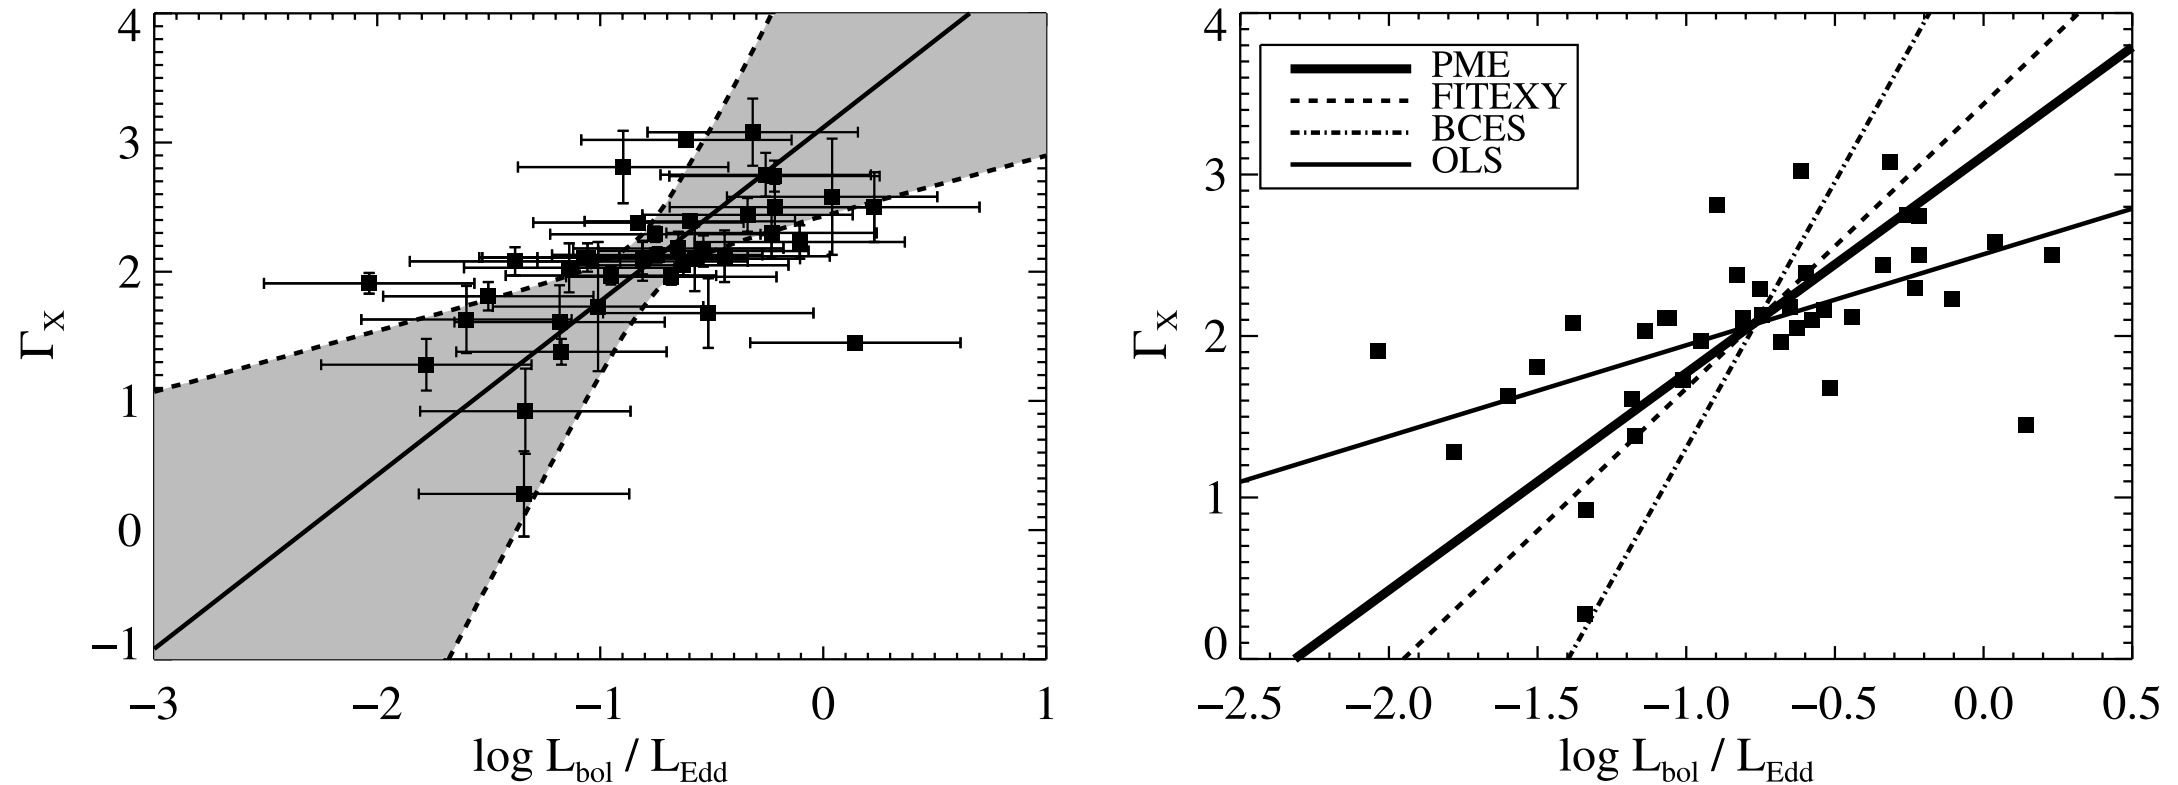 4
3
2
1
0
−1
Γ_X
−3 −2 −1 0 1
log L_bol / L_Edd
4
3
2
1
0
Γ_X
PME
FITEXY
BCES
OLS
−2.5 −2.0 −1.5 −1.0 −0.5 0.0 0.5
log L_bol / L_Edd